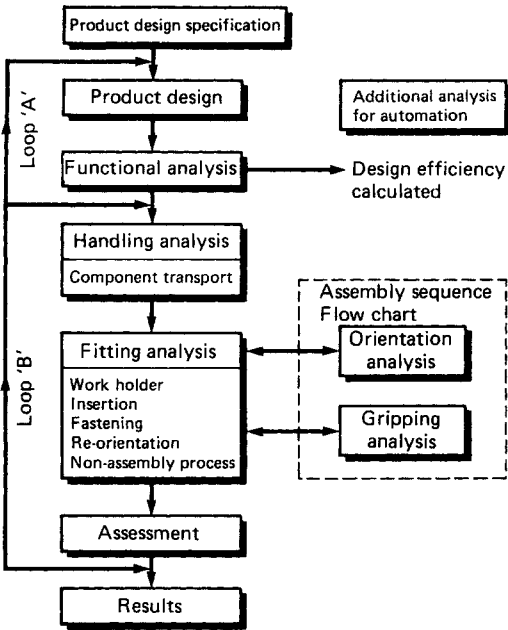 Product design specification
Product design
Loop 'A'
Additional analysis
for automation
Functional analysis
Design efficiency
calculated
Handling analysis
Component transport
Assembly sequence
Flow chart
Fitting analysis
Orientation
analysis
Loop 'B'
Work holder
Insertion
Fastening
Re-orientation
Non-assembly process
Gripping
analysis
Assessment
Results